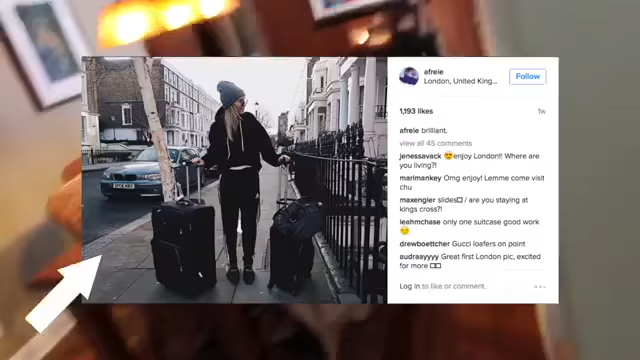 afreie
London, United King...
Follow
1,193 likes
1w
afreie brilliant.
view all 45 comments
jenessavack 😍enjoy London!! Where are
you living?!
marimankey Omg enjoy! Lemme come visit
chu
maxengler slides□ / are you staying at
kings cross?!
leahmchase only one suitcase good work
😏
drewboettcher Gucci loafers on point
audraayyyy Great first London pic, excited
for more □□
Log in to like or comment.